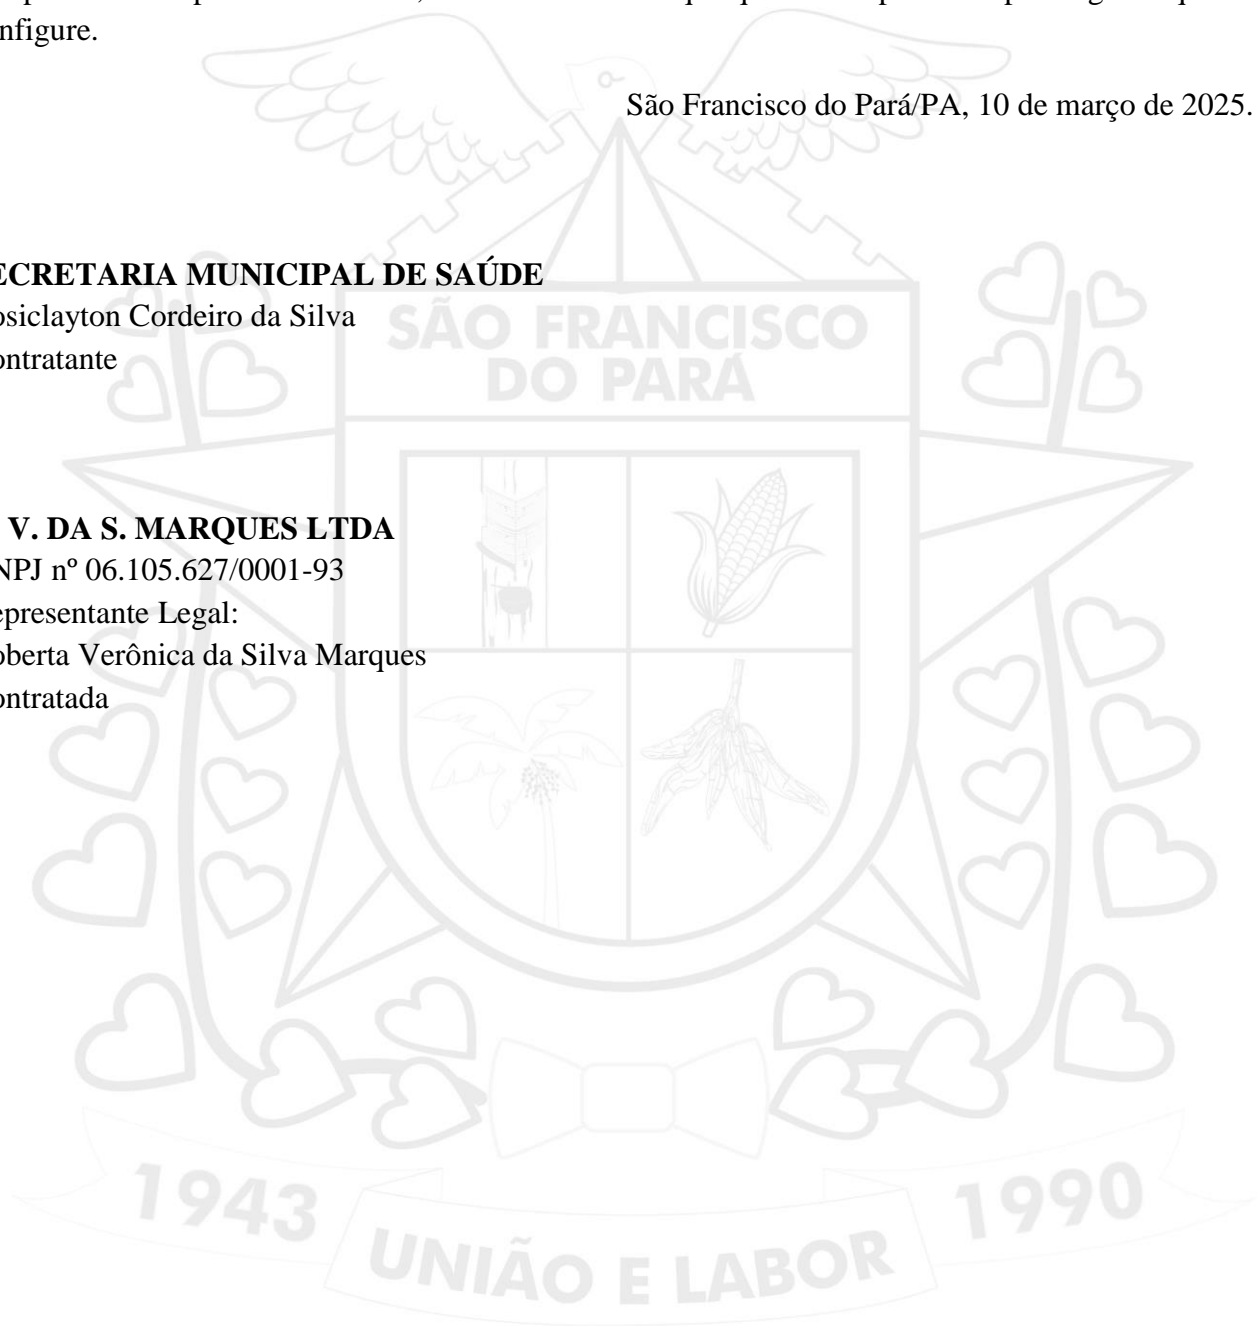 nfigure.
São Francisco do Pará/PA, 10 de março de 2025.
ECRETARIA MUNICIPAL DE SAÚDE
osiclayton Cordeiro da Silva
ontratante
SÃO FRANCISCO
DO PARÁ
V. DA S. MARQUES LTDA
NPJ nº 06.105.627/0001-93
epresentante Legal:
oberta Verônica da Silva Marques
ontratada
1943
UNIÃO E LABOR
1990